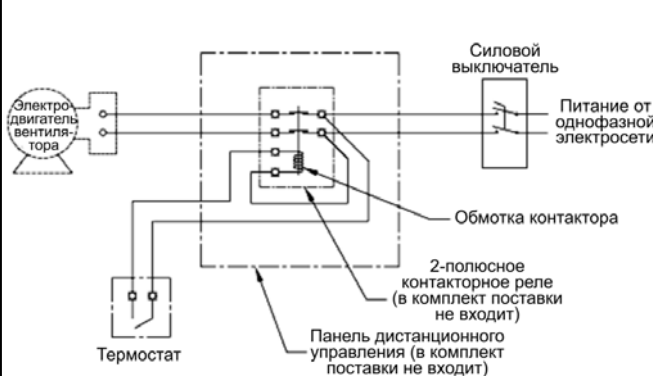 Силовой
выключатель
Электро-
двигатель
вентиля-
тора
Питание от
однофазной
электросети
Обмотка контактора
2-полюсное
контакторное реле
(в комплект поставки
не входит)
Термостат
Панель дистанционного
управления (в комплект
поставки не входит)